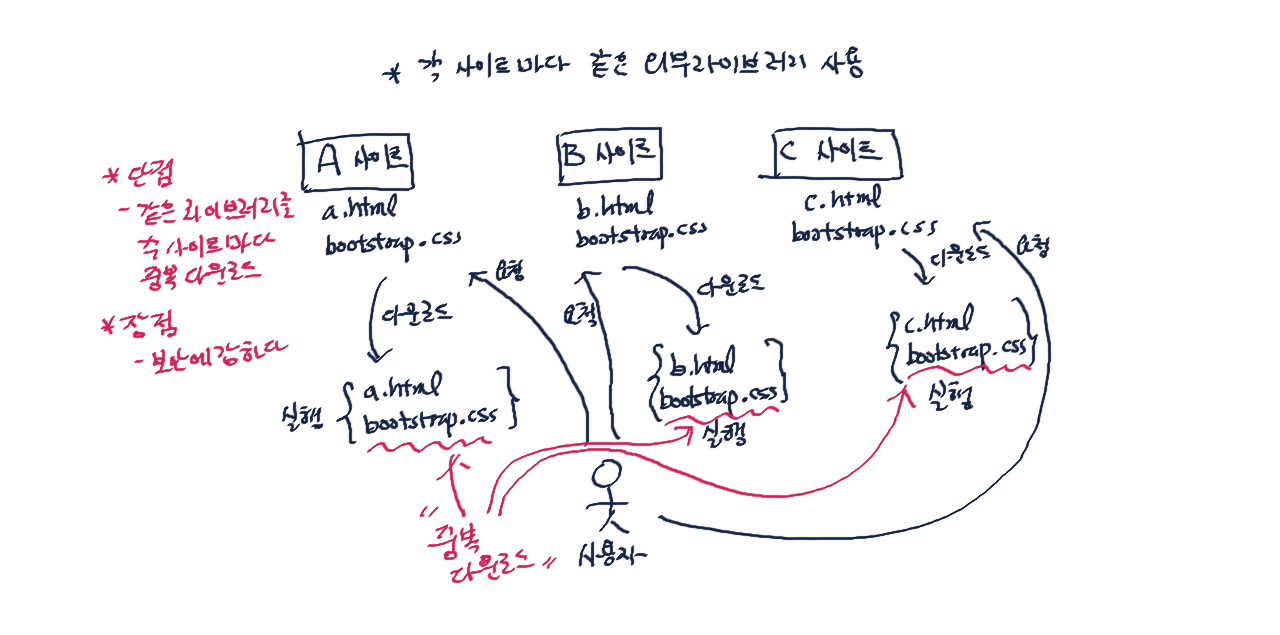 * 각 사이트마다 같은 외부라이브러리 사용
* 단점
- 같은 라이브러리를
각 사이트마다
중복 다운로드
* 장점
- 보안에 강하다
A 사이트
a.html
bootstrap.css
다운로드
요청
실행
a.html
bootstrap.css
B 사이트
b.html
bootstrap.css
요청
다운로드
b.html
bootstrap.css
실행
C 사이트
c.html
bootstrap.css
다운로드
요청
c.html
bootstrap.css
실행
"중복
다운로드"
사용자